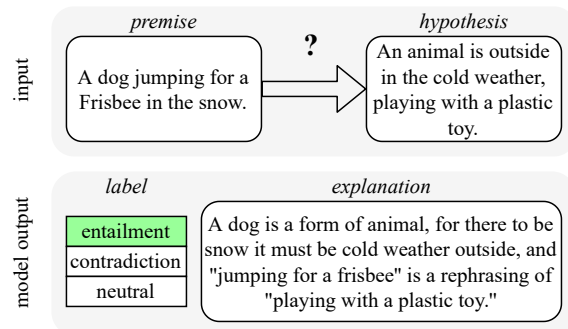 premise
?
hypothesis
input
A dog jumping for a
Frisbee in the snow.
An animal is outside
in the cold weather,
playing with a plastic
toy.
label
explanation
model output
entailment
contradiction
neutral
A dog is a form of animal, for there to be
snow it must be cold weather outside, and
"jumping for a frisbee" is a rephrasing of
"playing with a plastic toy."